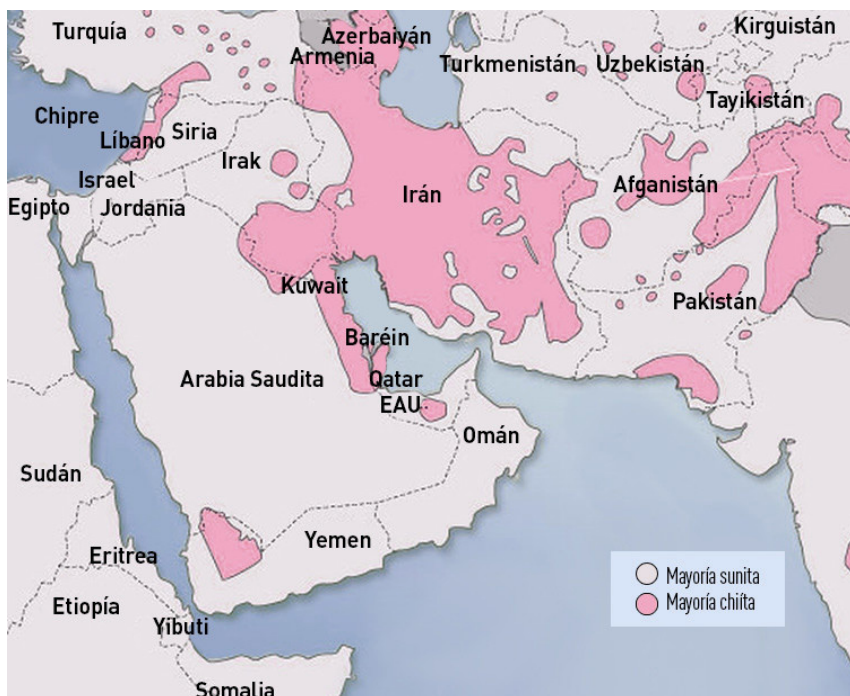 Turquía
Azerbaiyán
Kirguistán
Armenia
Turkmenistán
Uzbekistán
Tayikistán
Chipre
Líbano
Siria
Irak
Irán
Afganistán
Israel
Egipto
Jordania
Kuwait
Pakistán
Baréin
Arabia Saudita
Qatar
EAU
Omán
Sudán
Yemen
Eritrea
Mayoría sunita
Mayoría chiíta
Etiopía
Yibuti
Somalia